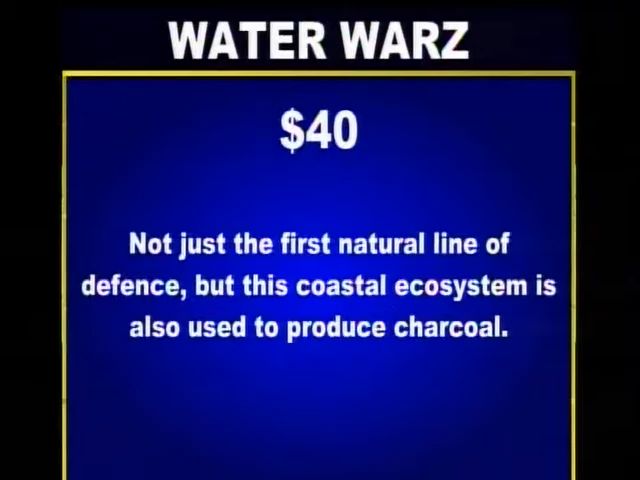 WATER WARZ
$40
Not just the first natural line of
defence, but this coastal ecosystem is
also used to produce charcoal.